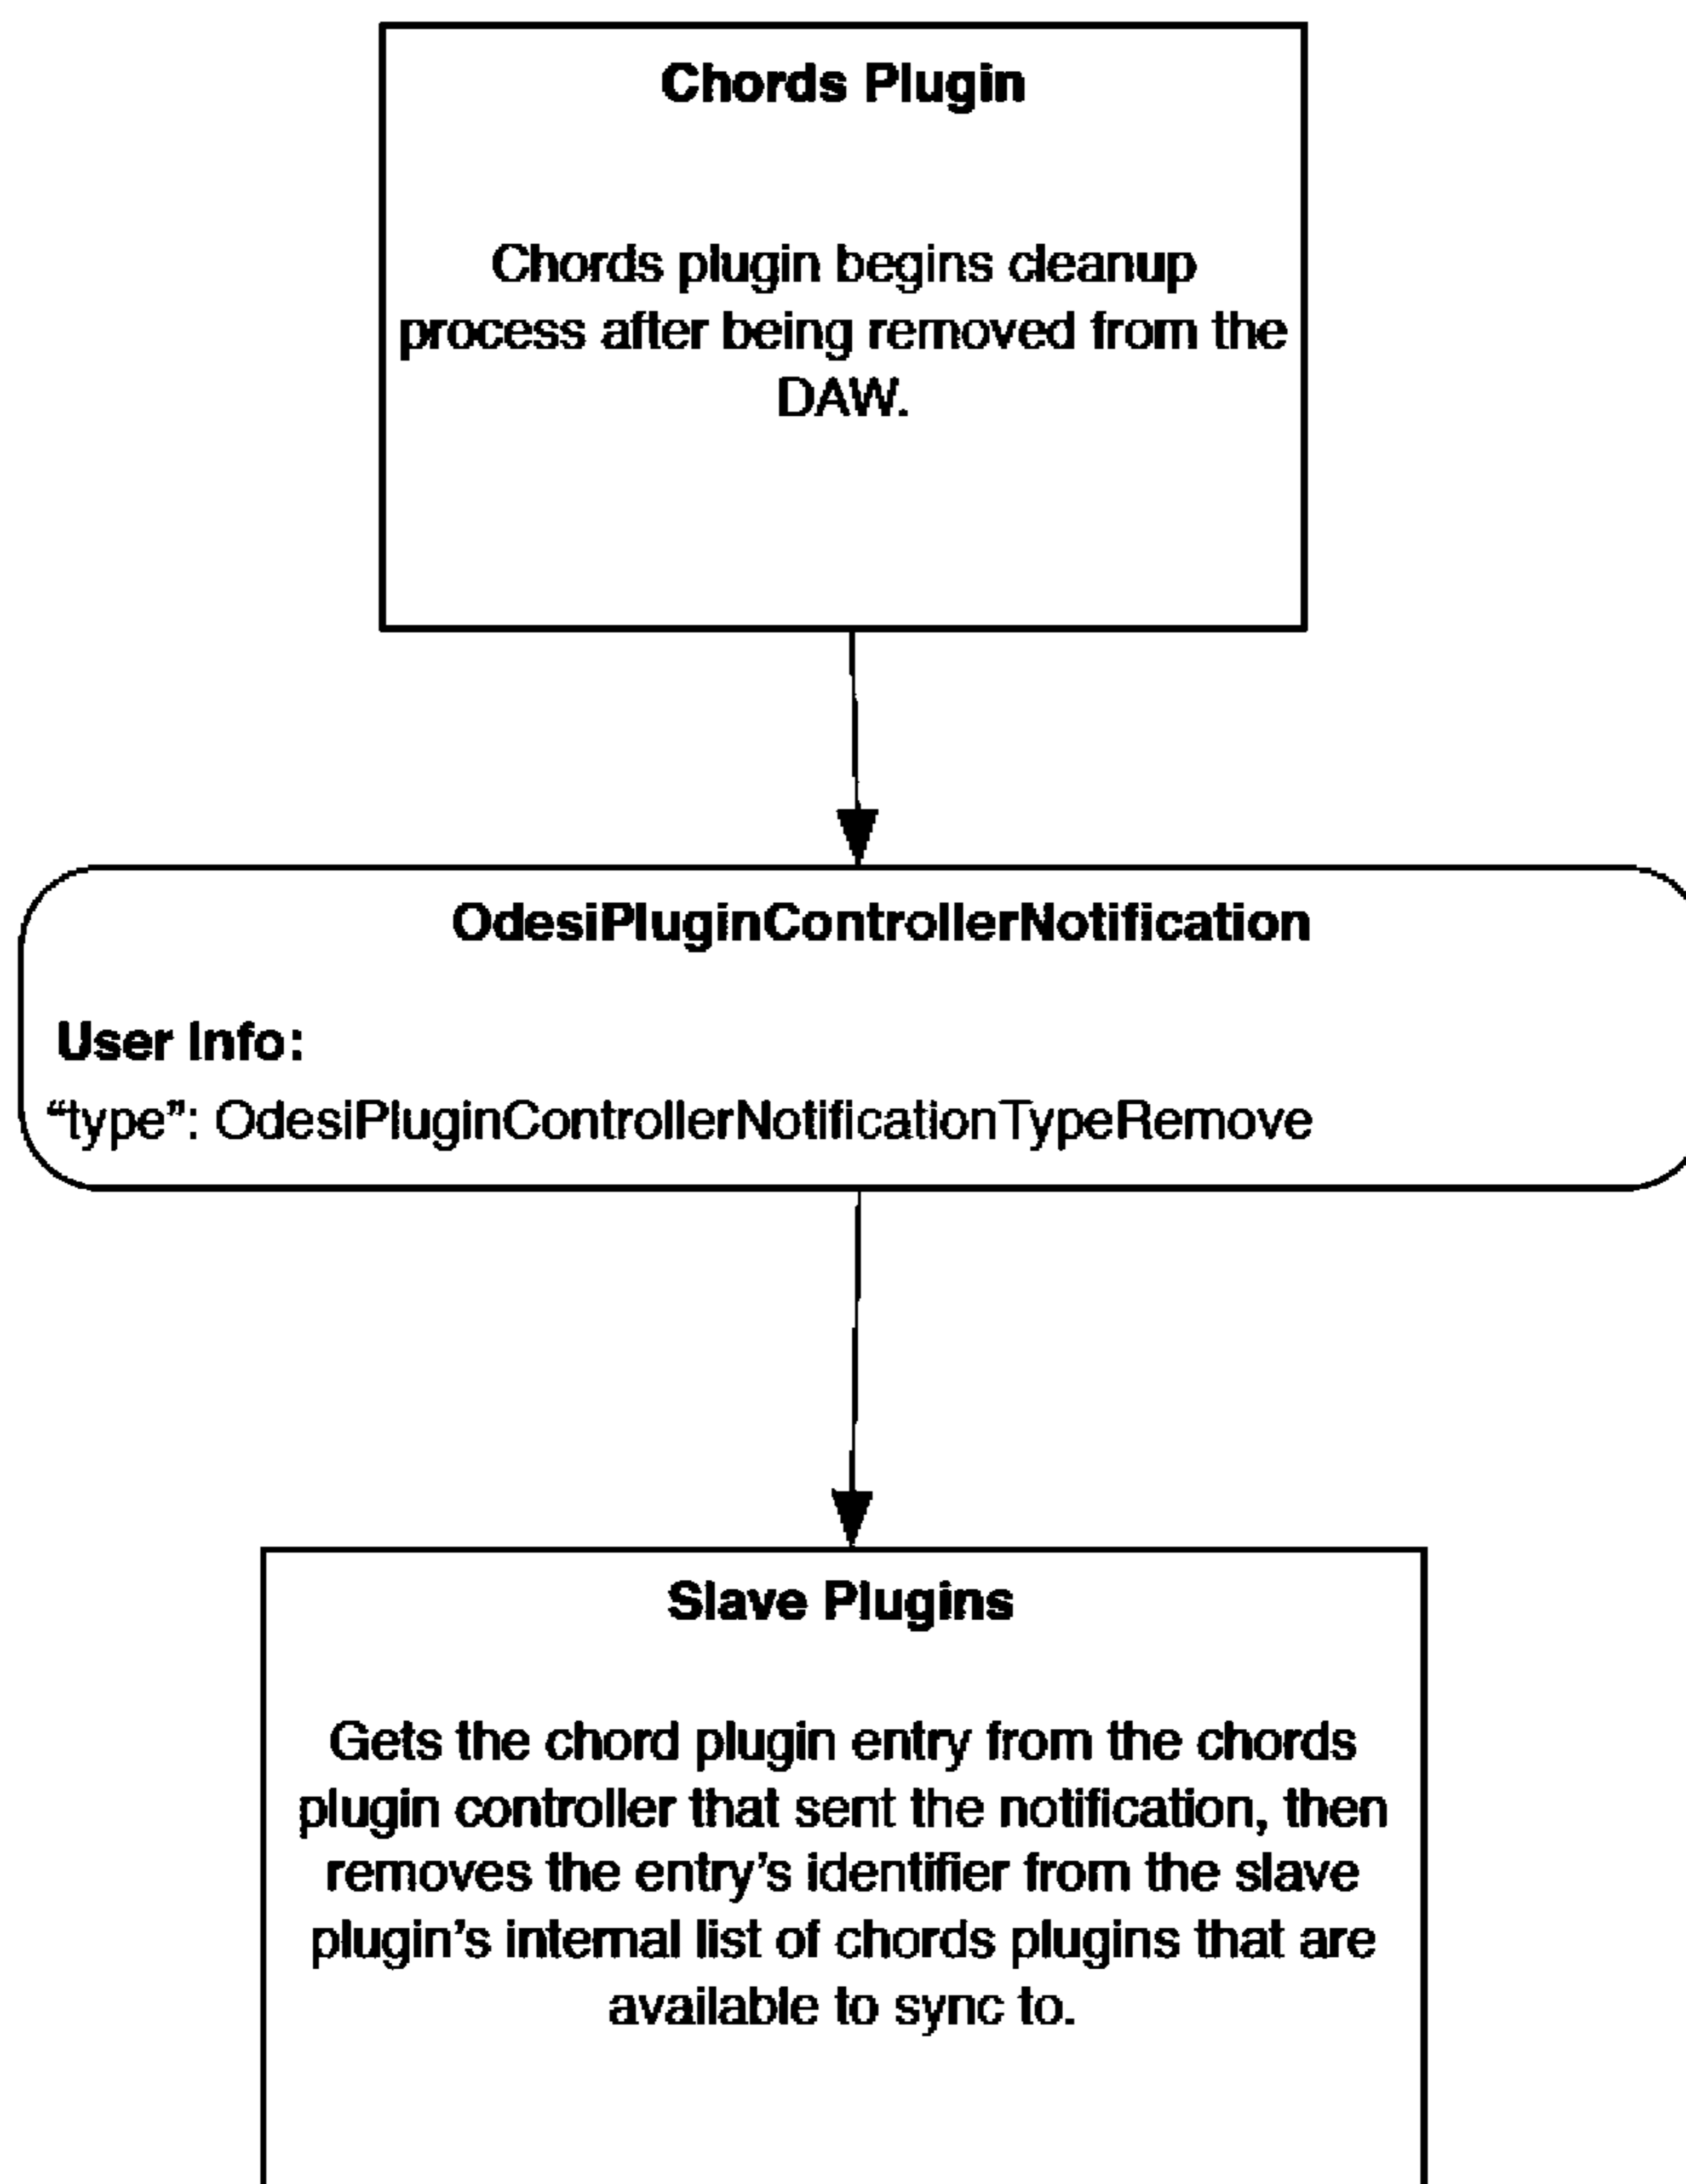 Chords Plugin
Chords plugin begins cleanup
process after being removed from the
DAW.
OdesiPluginControllerNotification
User Info:
“type”: OdesiPluginControllerNotificationTypeRemove
Slave Plugins
Gets the chord plugin entry from the chords
plugin controller that sent the notification, then
removes the entry’s identifier from the slave
plugin’s internal list of chords plugins that are
available to sync to.